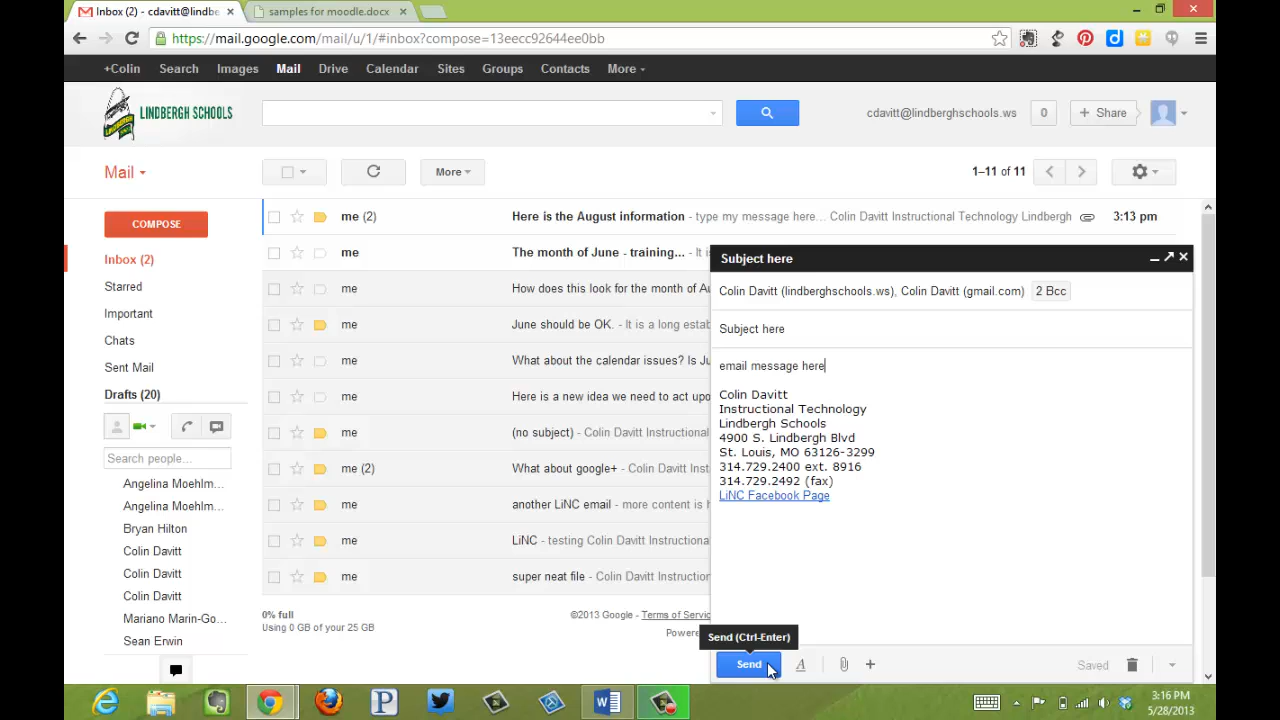 Inbox (2) - cdavitt@lindbe
samples for moodle.docx
https://mail.google.com/mail/u/1/#inbox?compose=13eecc92644ee0bb
+Colin Search Images Mail Drive Calendar Sites Groups Contacts More
LINDBERGH SCHOOLS
cdavitt@lindberghschools.ws 0 + Share
Mail
More
1–11 of 11
COMPOSE
Inbox (2)
Starred
Important
Chats
Sent Mail
Drafts (20)
Search people...
Angelina Moehlm...
Angelina Moehlm...
Bryan Hilton
Colin Davitt
Colin Davitt
Colin Davitt
Mariano Marin-Go...
Sean Erwin
me (2) Here is the August information - type my message here... Colin Davitt Instructional Technology Lindbergh 3:13 pm
me The month of June - training... - It is
me How does this look for the month of Au
me June should be OK. - It is a long estab
me What about the calendar issues? Is Ju
me Here is a new idea we need to act upo
me (no subject) - Colin Davitt Instructional
me (2) What about google+ - Colin Davitt Inst
me another LiNC email - more content is h
me LiNC - testing Colin Davitt Instructional
me super neat file - Colin Davitt Instruction
0% full
Using 0 GB of your 25 GB
©2013 Google - Terms of Servic
Powere
Subject here
Colin Davitt (lindberghschools.ws), Colin Davitt (gmail.com) 2 Bcc
Subject here
email message here
Colin Davitt
Instructional Technology
Lindbergh Schools
4900 S. Lindbergh Blvd
St. Louis, MO 63126-3299
314.729.2400 ext. 8916
314.729.2492 (fax)
LiNC Facebook Page
Send (Ctrl-Enter)
Send
Saved
3:16 PM
5/28/2013